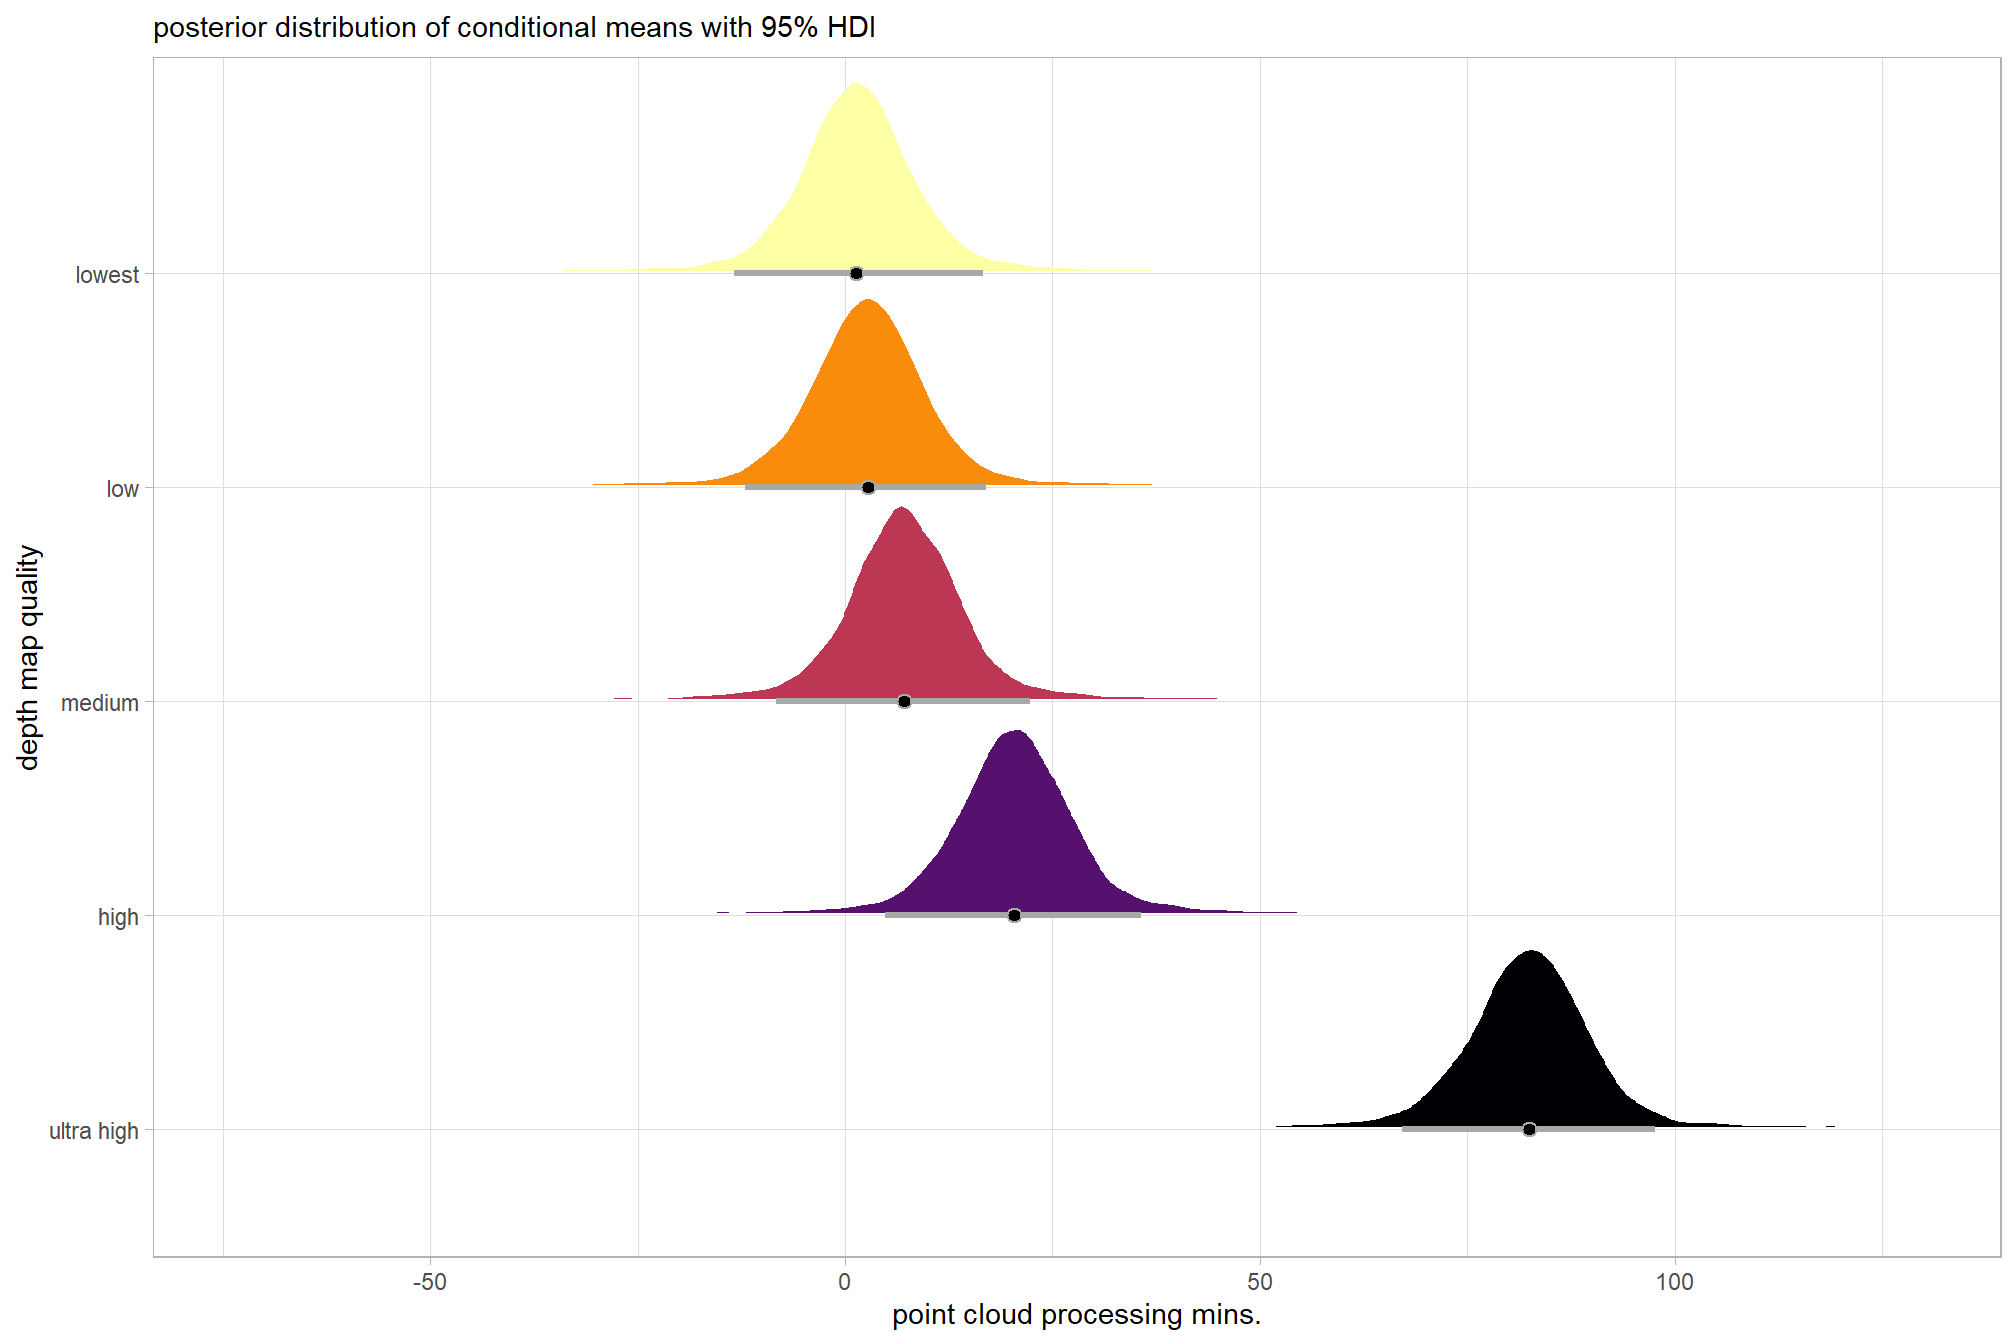 posterior distribution of conditional means with 95% HDI
depth map quality
lowest
low
medium
high
ultra high
-50 0 50 100
point cloud processing mins.